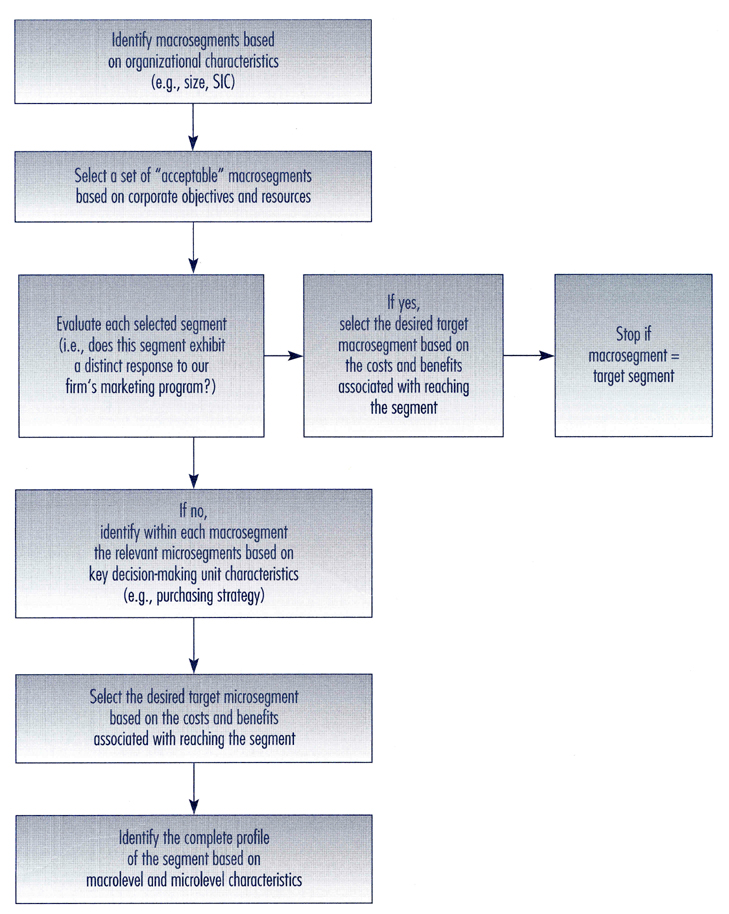 Identify macrosegments based
on organizational characteristics
(e.g., size, SIC)
Select a set of “acceptable” macrosegments
based on corporate objectives and resources
Evaluate each selected segment
(i.e., does this segment exhibit
a distinct response to our
firm’s marketing program?)
If yes,
select the desired target
macrosegment based on
the costs and benefits
associated with reaching
the segment
Stop if
macrosegment =
target segment
If no,
identify within each macrosegment
the relevant microsegments based on
key decision-making unit characteristics
(e.g., purchasing strategy)
Select the desired target microsegment
based on the costs and benefits
associated with reaching the segment
Identify the complete profile
of the segment based on
macrolevel and microlevel characteristics